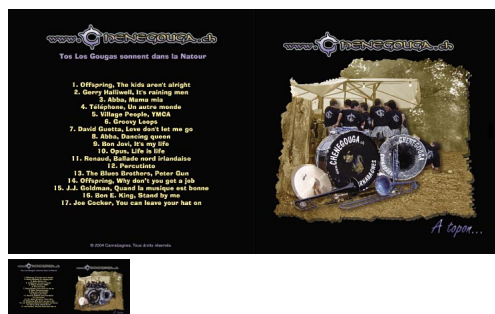 www.Chenegouga.ch
Tos Los Gougas sonnent dans la Natour
1. Offspring, The kids aren't alright
2. Gerry Halliwell, It's raining men
3. Abba, Mama mia
4. Téléphone, Un autre monde
5. Village People, YMCA
6. Groovy Loops
7. David Guetta, Love don't let me go
8. Abba, Dancing queen
9. Bon Jovi, It's my life
10. Opus, Life is life
11. Renaud, Ballade nord irlandaise
12. Percutinto
13. The Blues Brothers, Peter Gun
14. Offspring, Why don't you get a job
15. J.J. Goldman, Quand la musique est bonne
16. Ben E. King, Stand by me
17. Joe Cocker, You can leave your hat on
© 2004 Carnabagnes. Tous droits réservés.
www.Chenegouga.ch
CHENEGOUGA
CHENEGOUGA
A topon...